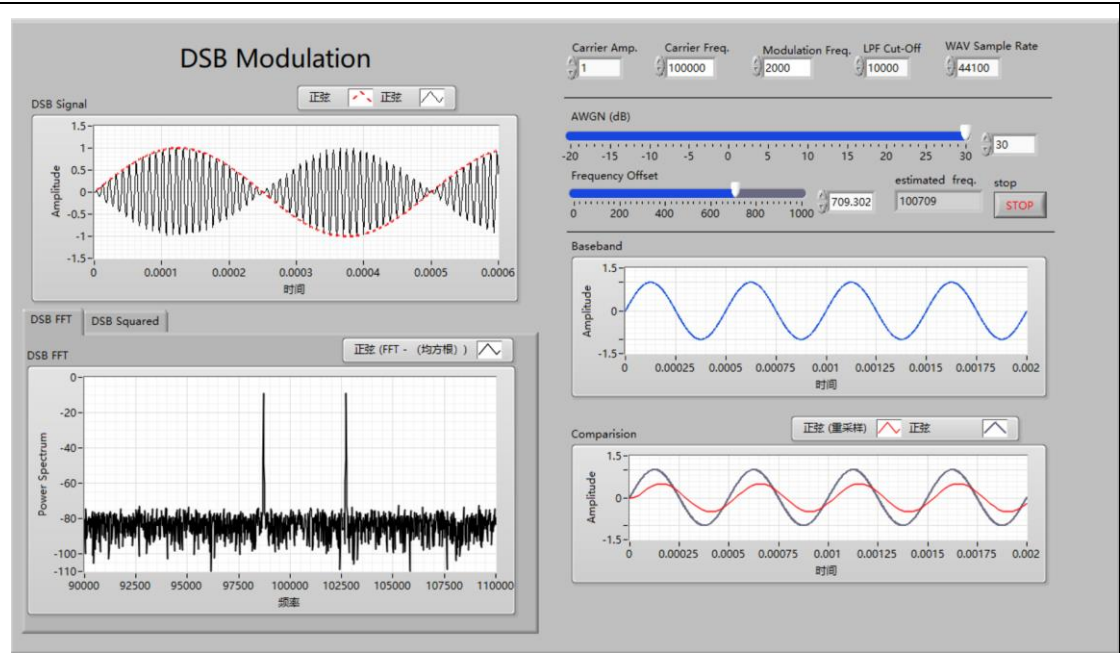 DSB Modulation
Carrier Amp. Carrier Freq. Modulation Freq. LPF Cut-Off WAV Sample Rate
1 100000 2000 10000 44100
AWGN (dB)
-20 -15 -10 -5 0 5 10 15 20 25 30
30
Frequency Offset
0 200 400 600 800 1000
709.302
estimated freq.
100709
stop
STOP
DSB Signal
正弦 正弦
Amplitude
1.5
1
0.5
0
-0.5
-1
-1.5
0 0.0001 0.0002 0.0003 0.0004 0.0005 0.0006
时间
DSB FFT DSB Squared
DSB FFT
正弦 (FFT - (均方根) )
Power Spectrum
0
-20
-40
-60
-80
-100
-110
90000 92500 95000 97500 100000 102500 105000 107500 110000
频率
Baseband
Amplitude
1.5
0
-1.5
0 0.00025 0.0005 0.00075 0.001 0.00125 0.0015 0.00175 0.002
时间
Comparision
正弦 (重采样) 正弦
Amplitude
1.5
0
-1.5
0 0.00025 0.0005 0.00075 0.001 0.00125 0.0015 0.00175 0.002
时间